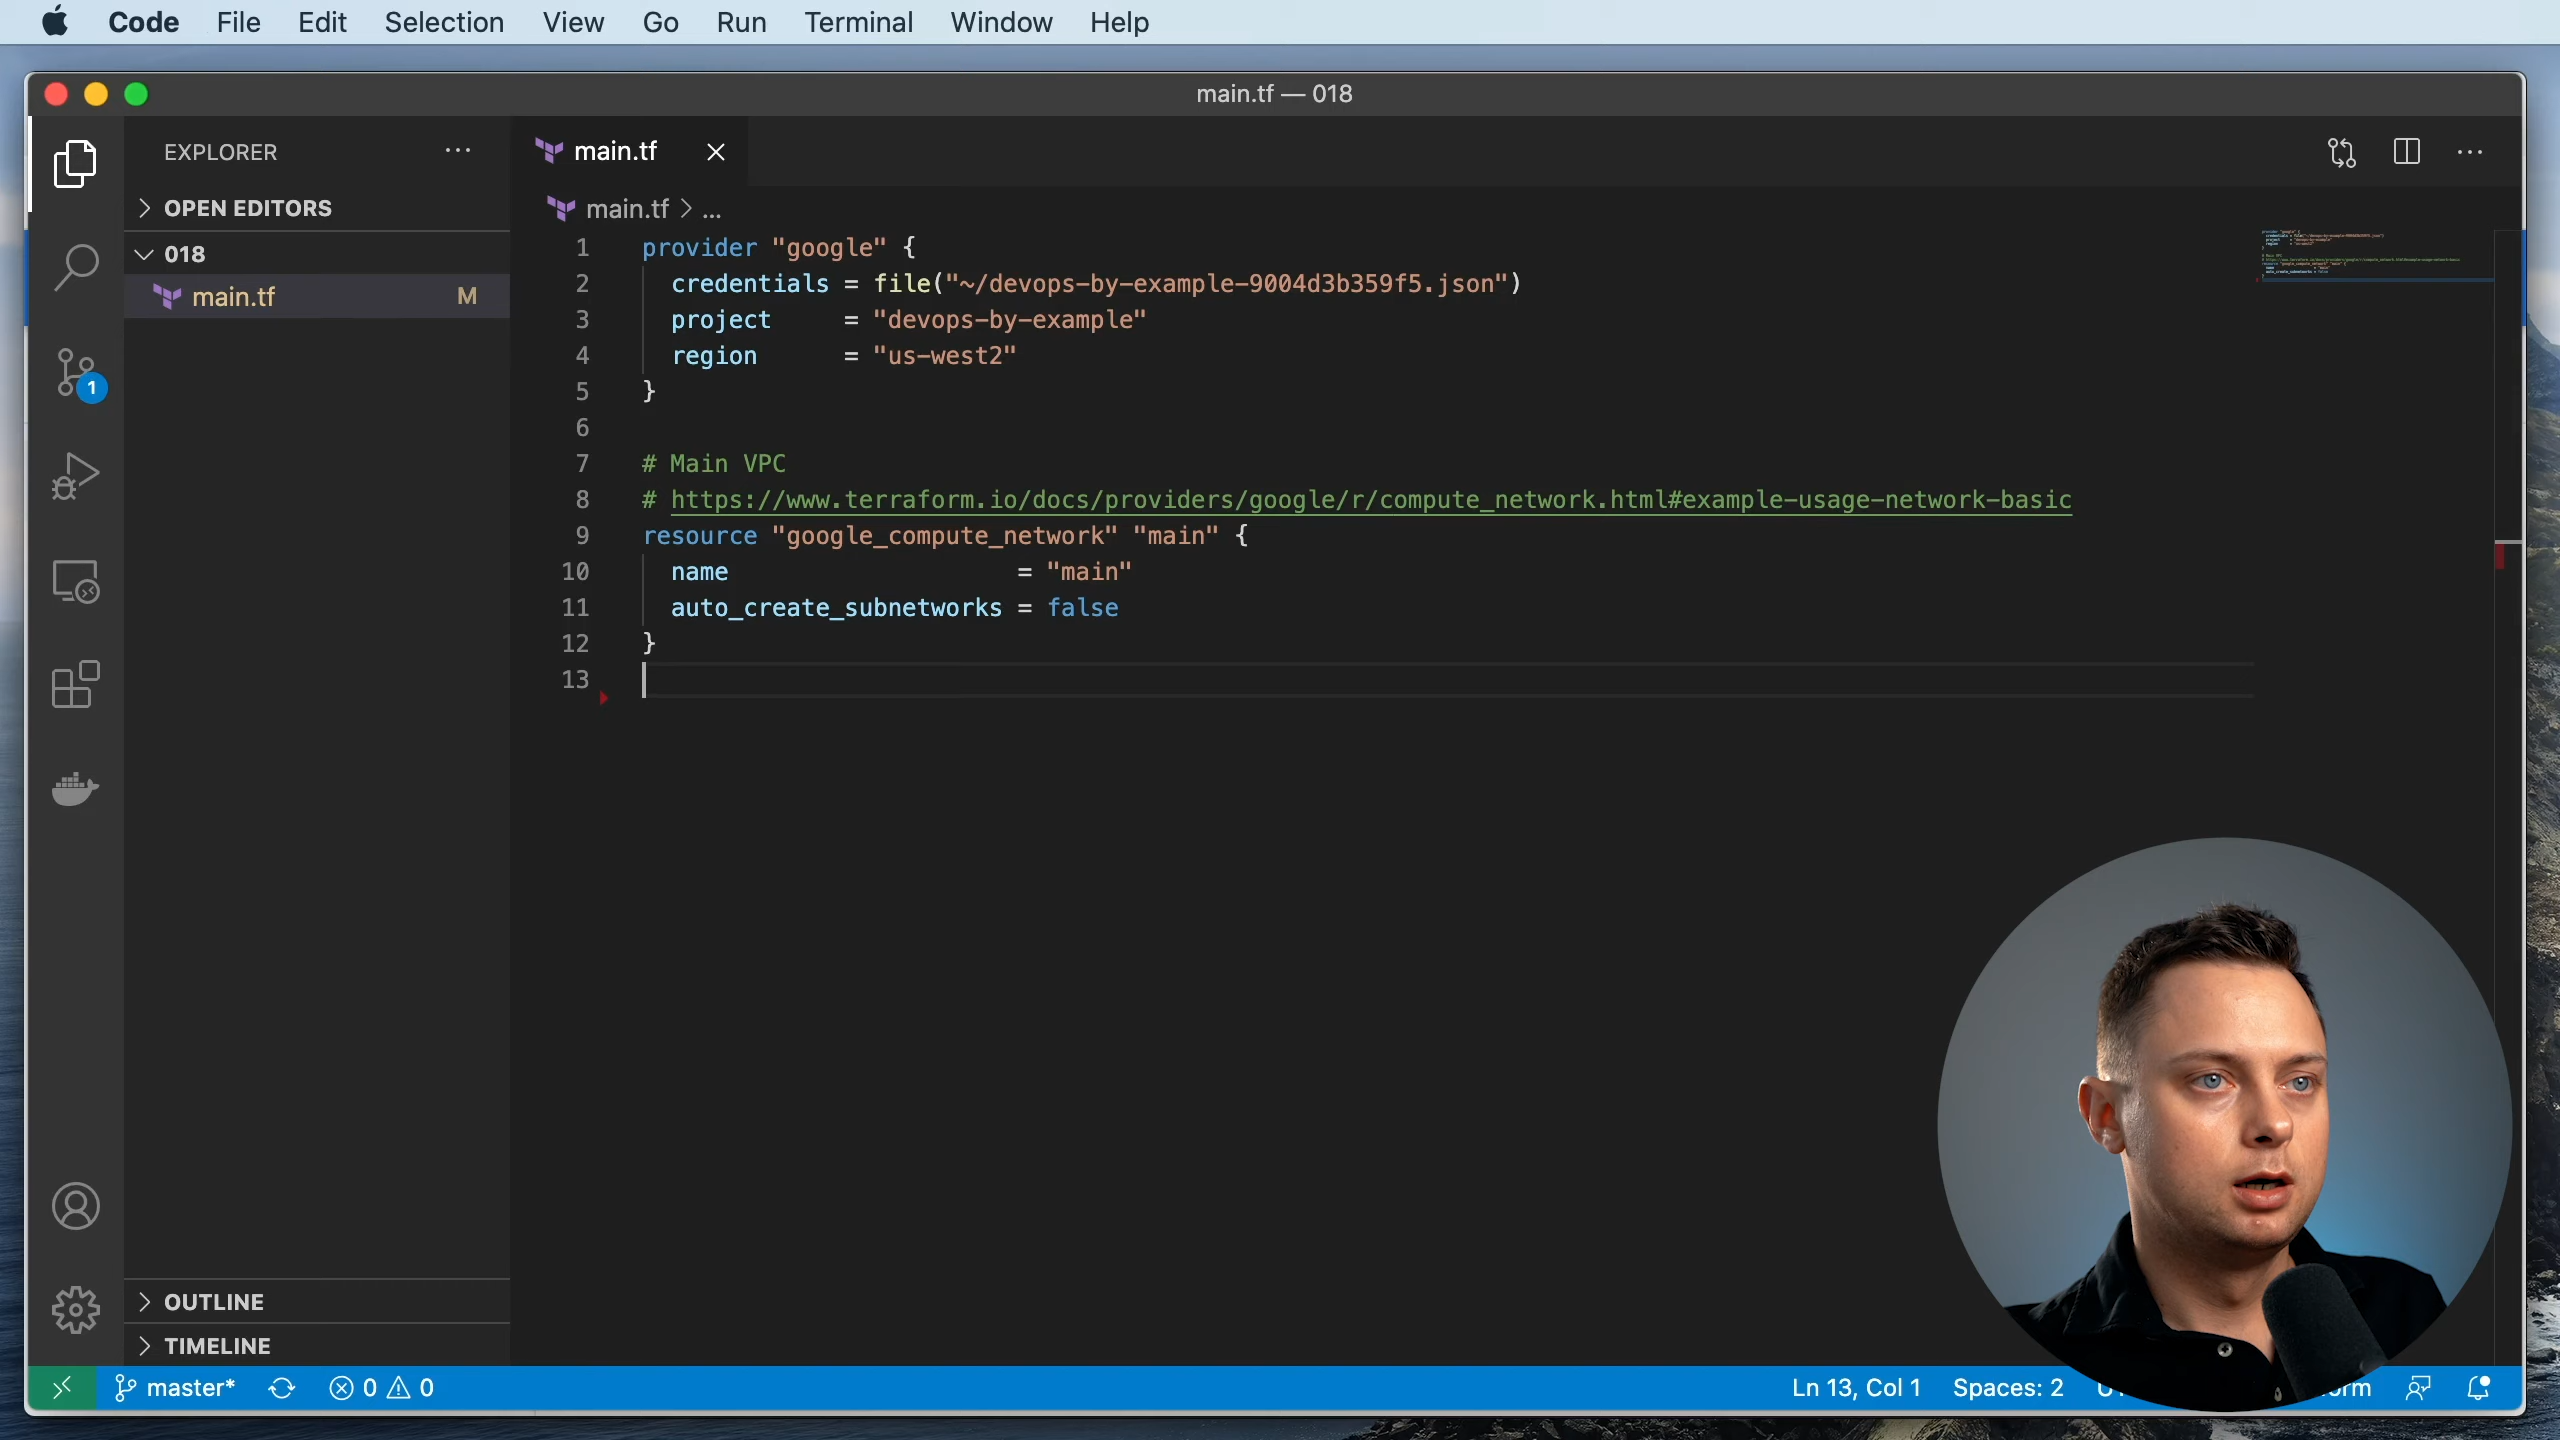 Code File Edit Selection View Go Run Terminal Window Help
main.tf — 018
EXPLORER
OPEN EDITORS
018
main.tf M
1
main.tf
main.tf > ...
1 provider "google" {
2 credentials = file("~/devops-by-example-9004d3b359f5.json")
3 project = "devops-by-example"
4 region = "us-west2"
5 }
6
7 # Main VPC
8 # https://www.terraform.io/docs/providers/google/r/compute_network.html#example-usage-network-basic
9 resource "google_compute_network" "main" {
10 name = "main"
11 auto_create_subnetworks = false
12 }
13
OUTLINE
TIMELINE
master* 0 0 Ln 13, Col 1 Spaces: 2